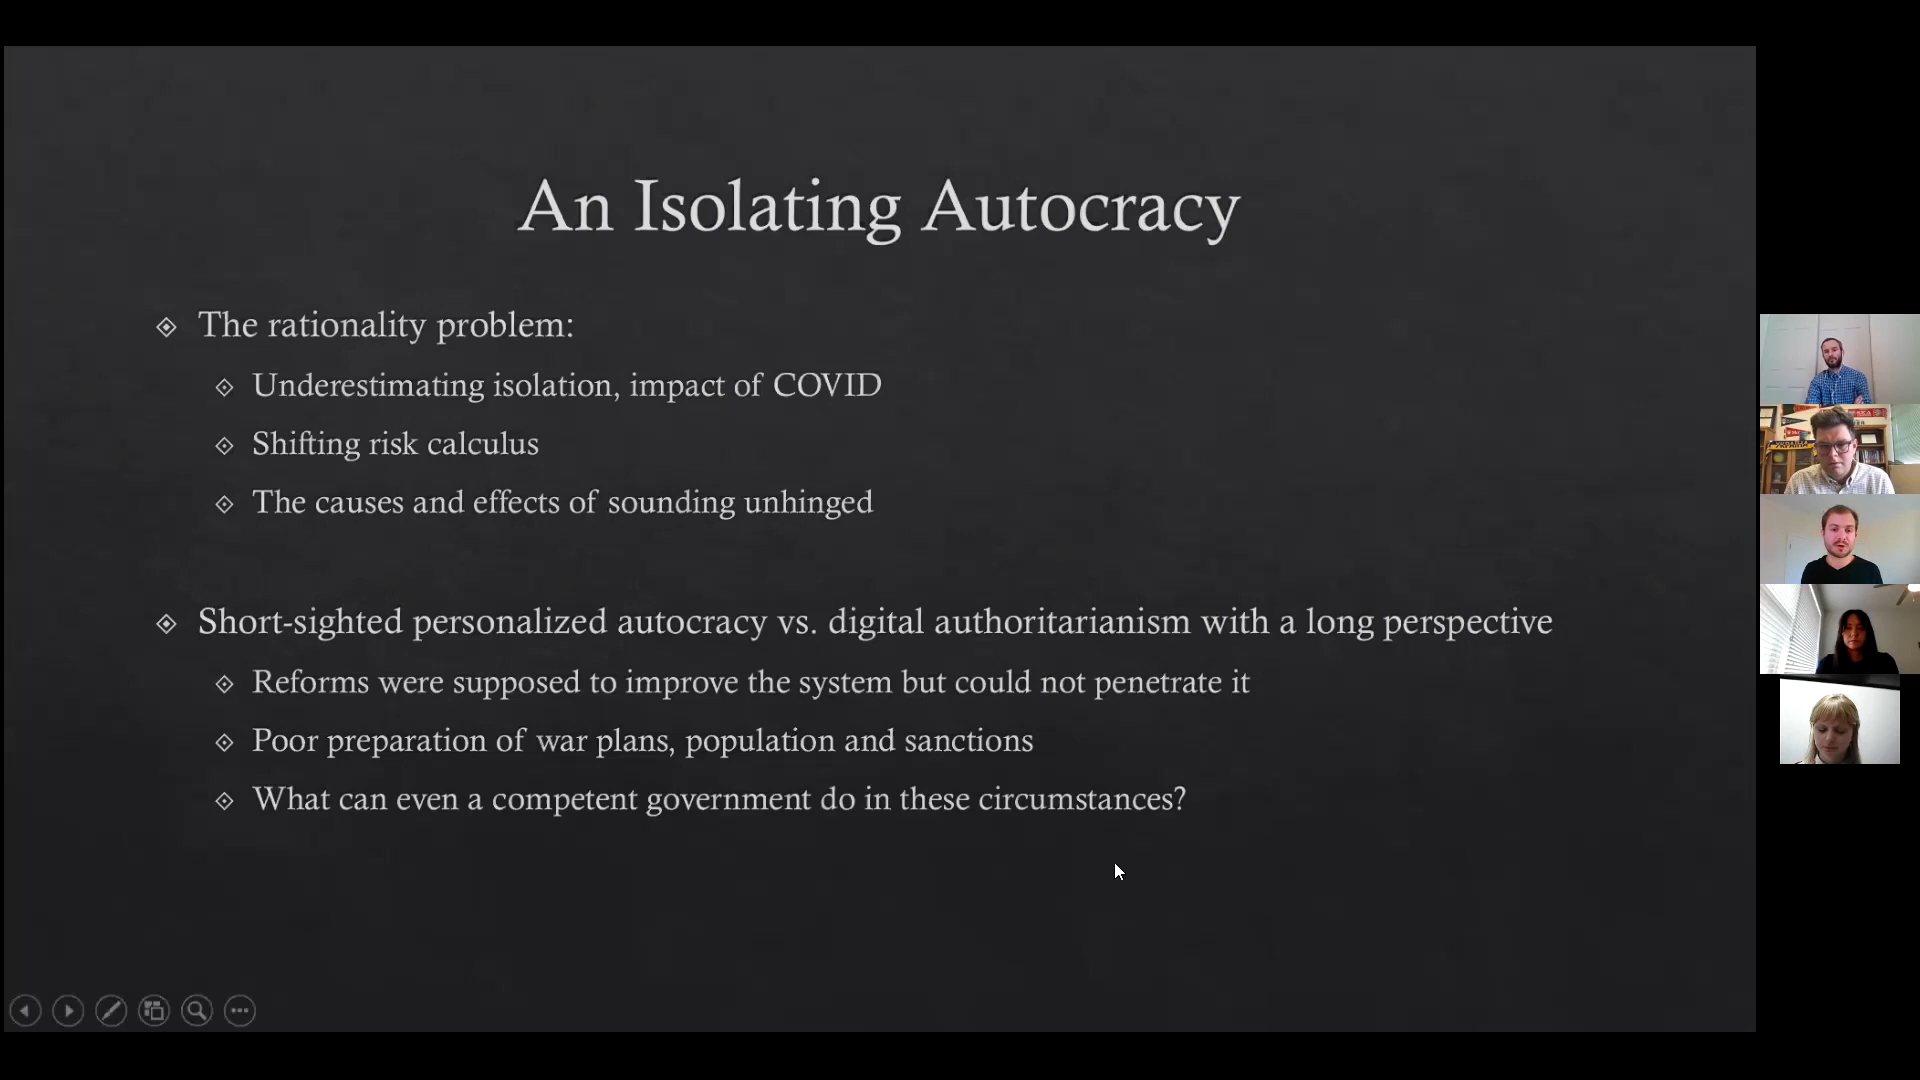 An Isolating Autocracy
The rationality problem:
Underestimating isolation, impact of COVID
Shifting risk calculus
The causes and effects of sounding unhinged
Short-sighted personalized autocracy vs. digital authoritarianism with a long perspective
Reforms were supposed to improve the system but could not penetrate it
Poor preparation of war plans, population and sanctions
What can even a competent government do in these circumstances?